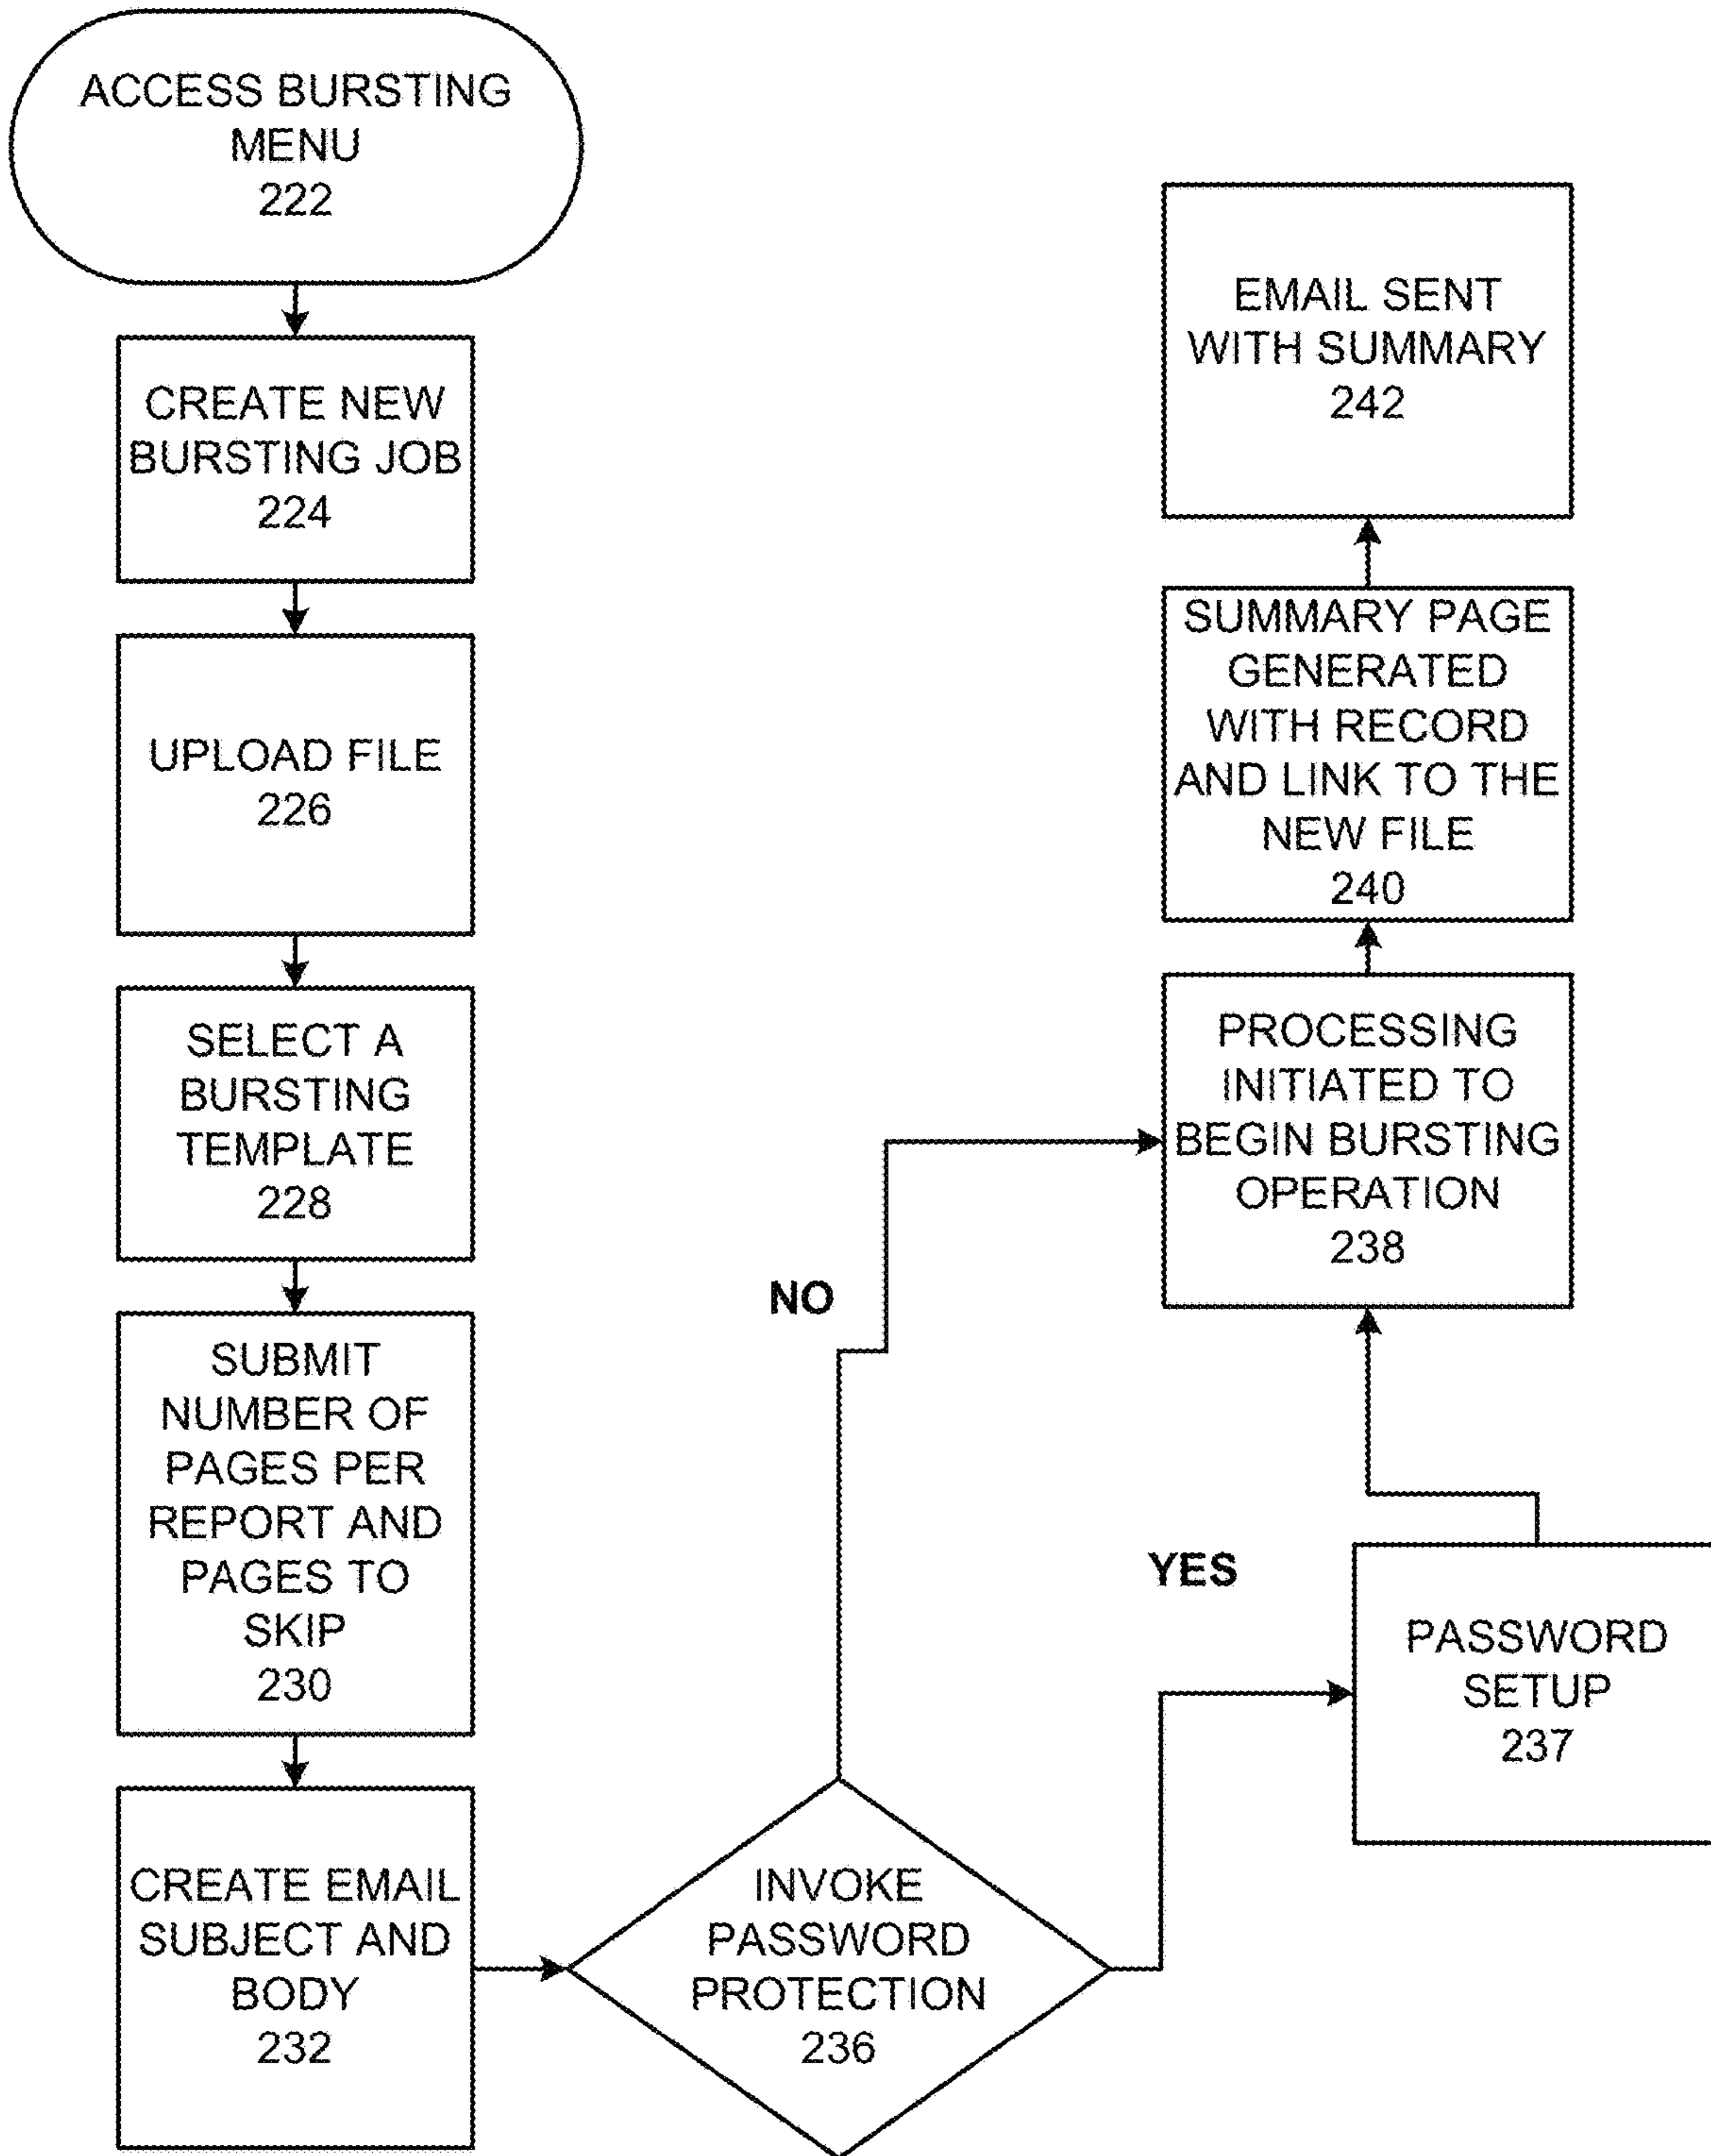 ACCESS BURSTING
MENU
222
CREATE NEW
BURSTING JOB
224
UPLOAD FILE
226
SELECT A
BURSTING
TEMPLATE
228
SUBMIT
NUMBER OF
PAGES PER
REPORT AND
PAGES TO
SKIP
230
CREATE EMAIL
SUBJECT AND
BODY
232
INVOKE
PASSWORD
PROTECTION
236
NO
YES
PASSWORD
SETUP
237
PROCESSING
INITIATED TO
BEGIN BURSTING
OPERATION
238
SUMMARY PAGE
GENERATED
WITH RECORD
AND LINK TO THE
NEW FILE
240
EMAIL SENT
WITH SUMMARY
242